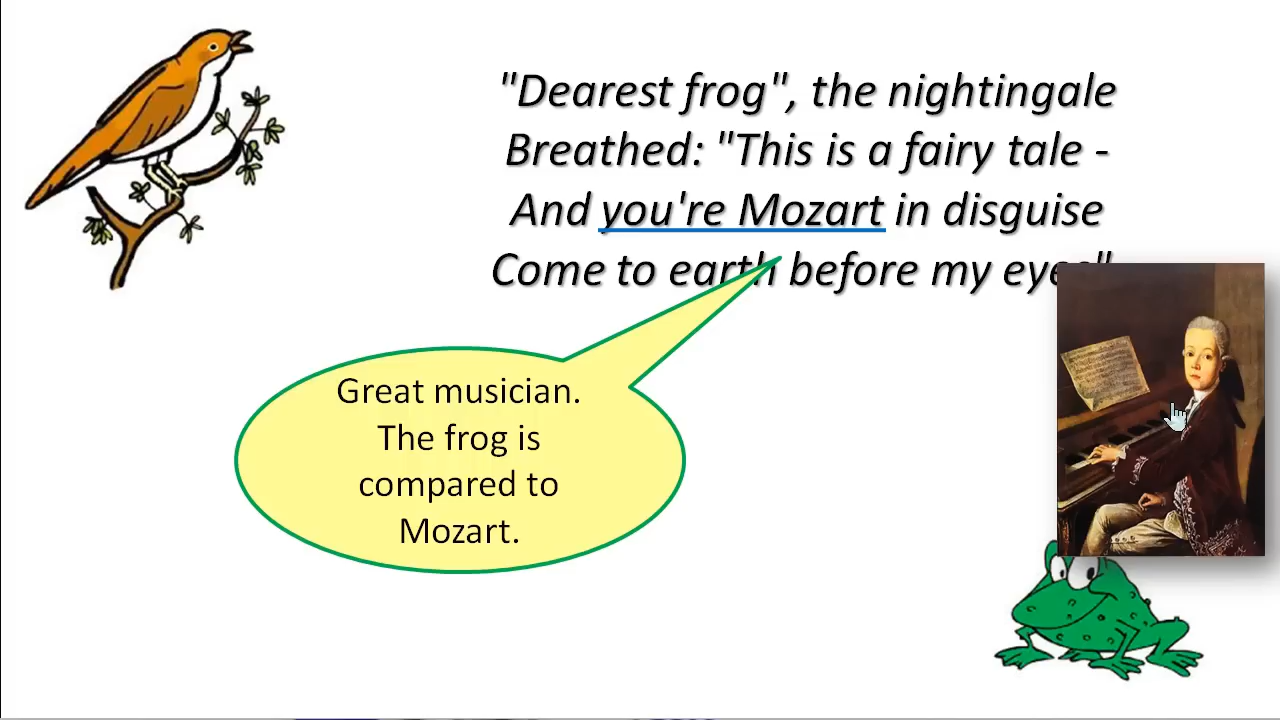 "Dearest frog", the nightingale
Breathed: "This is a fairy tale -
And you're Mozart in disguise
Come to earth before my eyes"
Great musician.
The frog is
compared to
Mozart.